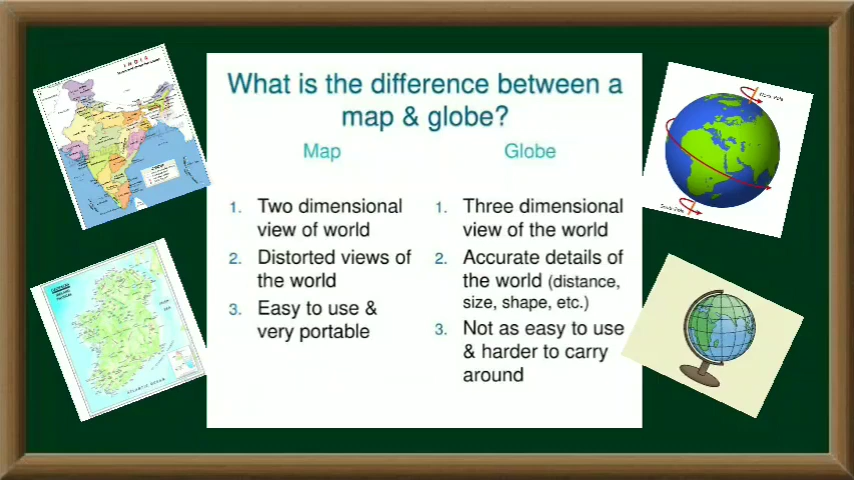 What is the difference between a
map & globe?
Map
Globe
1. Two dimensional
view of world
2. Distorted views of
the world
3. Easy to use &
very portable
1. Three dimensional
view of the world
2. Accurate details of
the world (distance,
size, shape, etc.)
3. Not as easy to use
& harder to carry
around
INDIA
ATLANTIC OCEAN